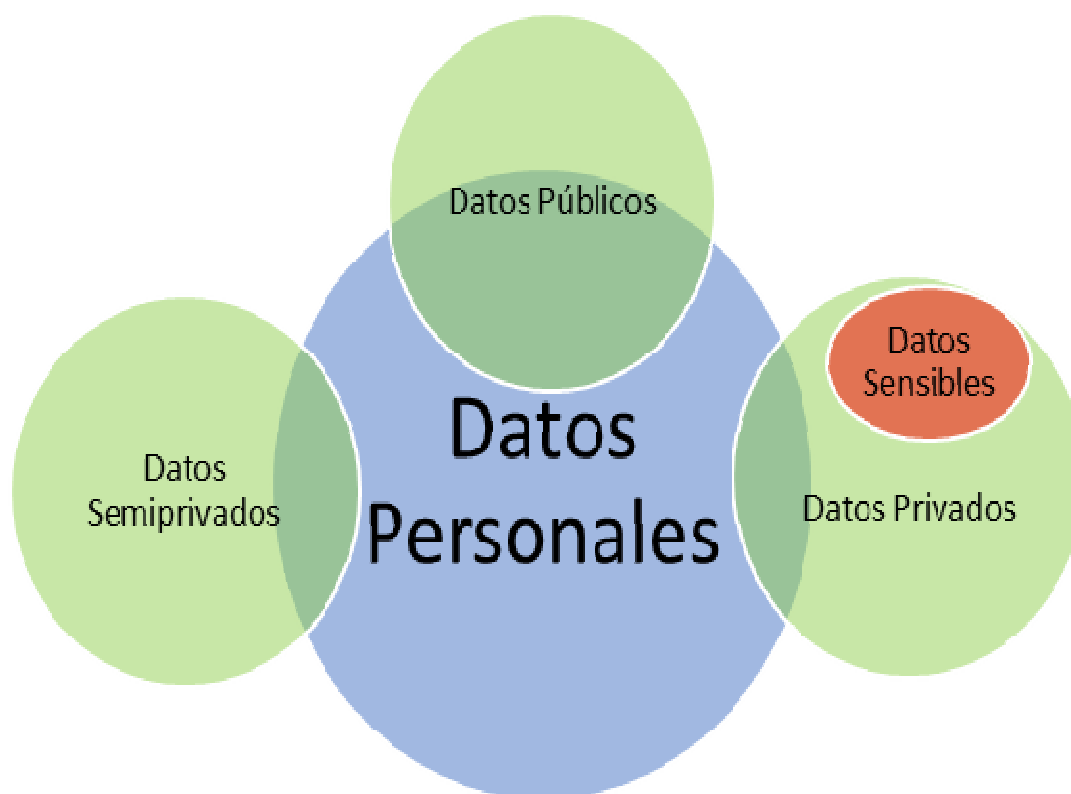 Datos Públicos
Datos
Sensibles
Datos
Personales
Datos
Semiprivados
Datos Privados